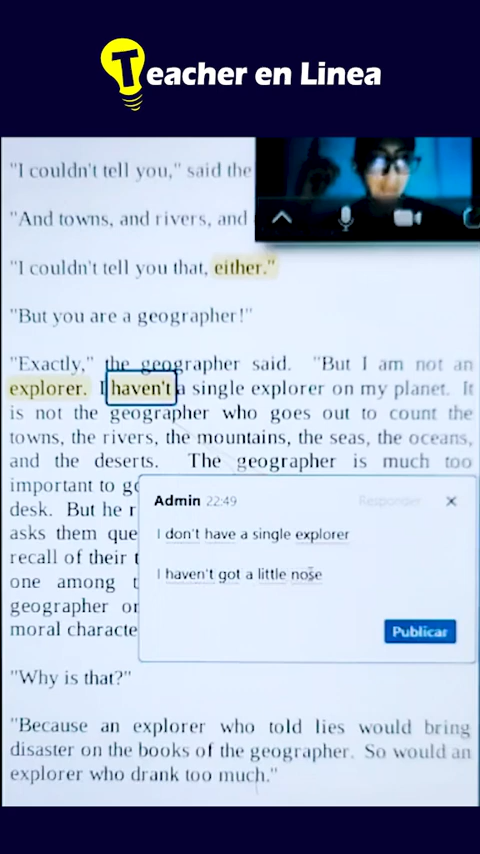 Teacher en Linea
"I couldn't tell you," said the
"And towns, and rivers, and
"I couldn't tell you that, either."
"But you are a geographer!"
"Exactly," the geographer said. "But I am not an
explorer. I haven't a single explorer on my planet. It
is not the geographer who goes out to count the
towns, the rivers, the mountains, the seas, the oceans,
and the deserts. The geographer is much too
important to go
desk. But he r
asks them que
recall of their t
one among t
geographer or
moral characte
Admin 22:49 Responder
I don't have a single explorer
I haven't got a little nose
Publicar
"Why is that?"
"Because an explorer who told lies would bring
disaster on the books of the geographer. So would an
explorer who drank too much."